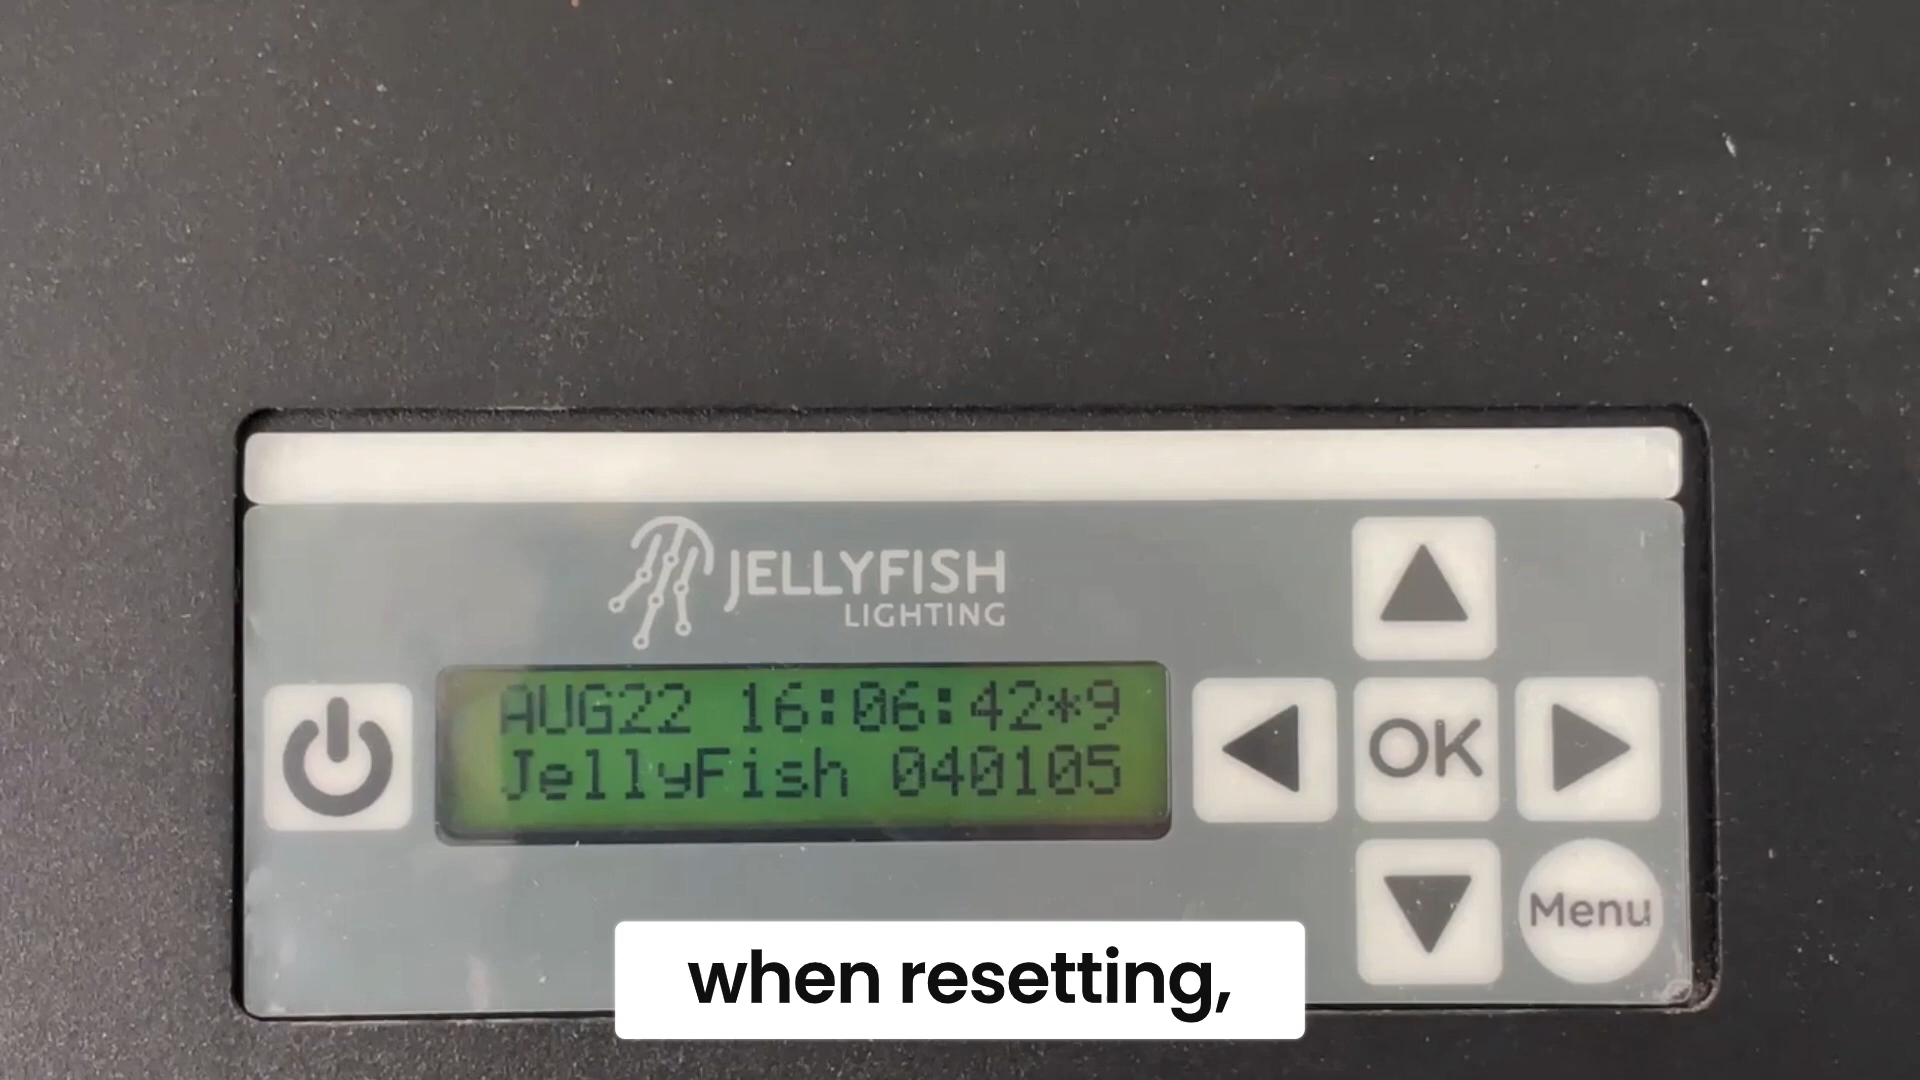 JELLYFISH
LIGHTING
AUG22 16:06:42*9
JellyFish 040105
OK
Menu
when resetting,